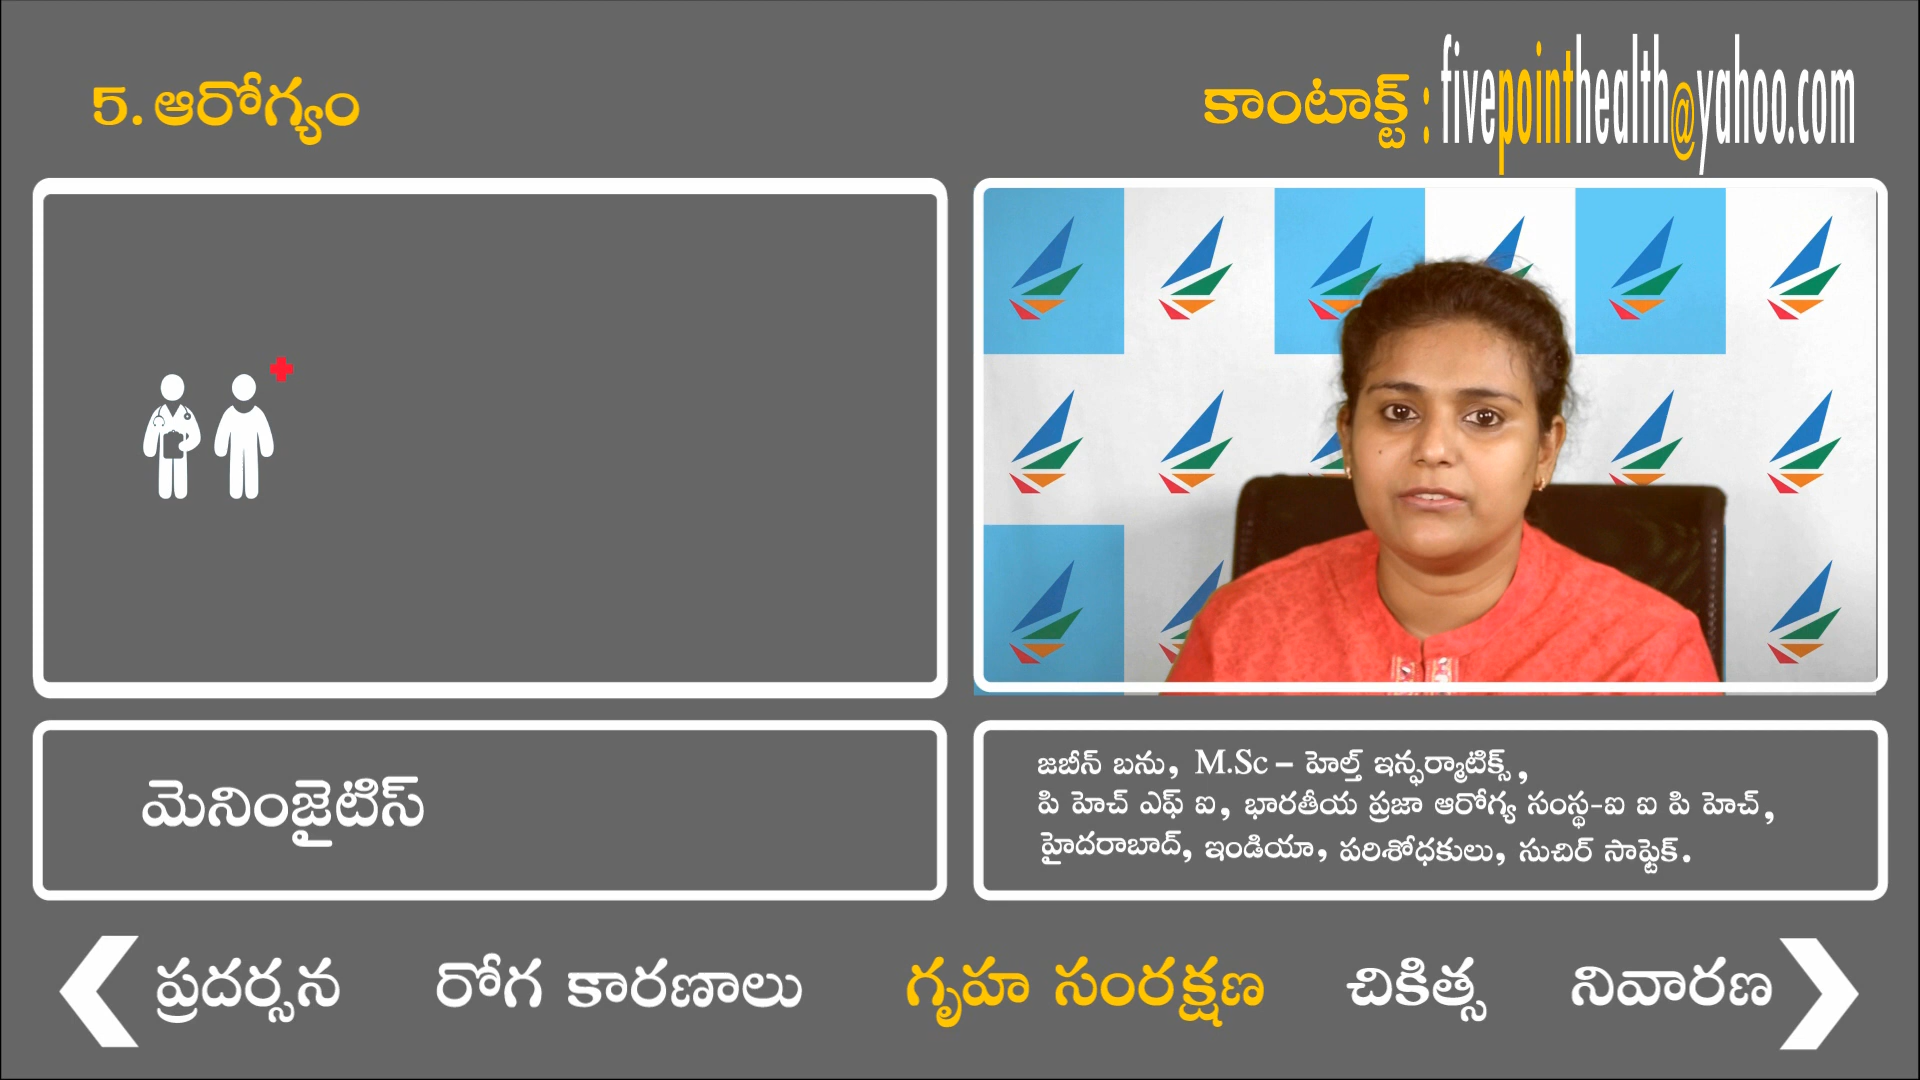 5. ఆరోగ్యం
కాంటాక్ట్ : fivepointhealth@yahoo.com
మెనింజైటిస్
జబీన్ బను, M.Sc – హెల్త్ ఇన్ఫర్మాటిక్స్,
పి హెచ్ ఎఫ్ ఐ, భారతీయ ప్రజా ఆరోగ్య సంస్థ-ఐ ఐ పి హెచ్,
హైదరాబాద్, ఇండియా, పరిశోధకులు, సుచిర్ సాఫ్టెక్.
ప్రదర్సన రోగ కారణాలు గృహ సంరక్షణ చికిత్స నివారణ